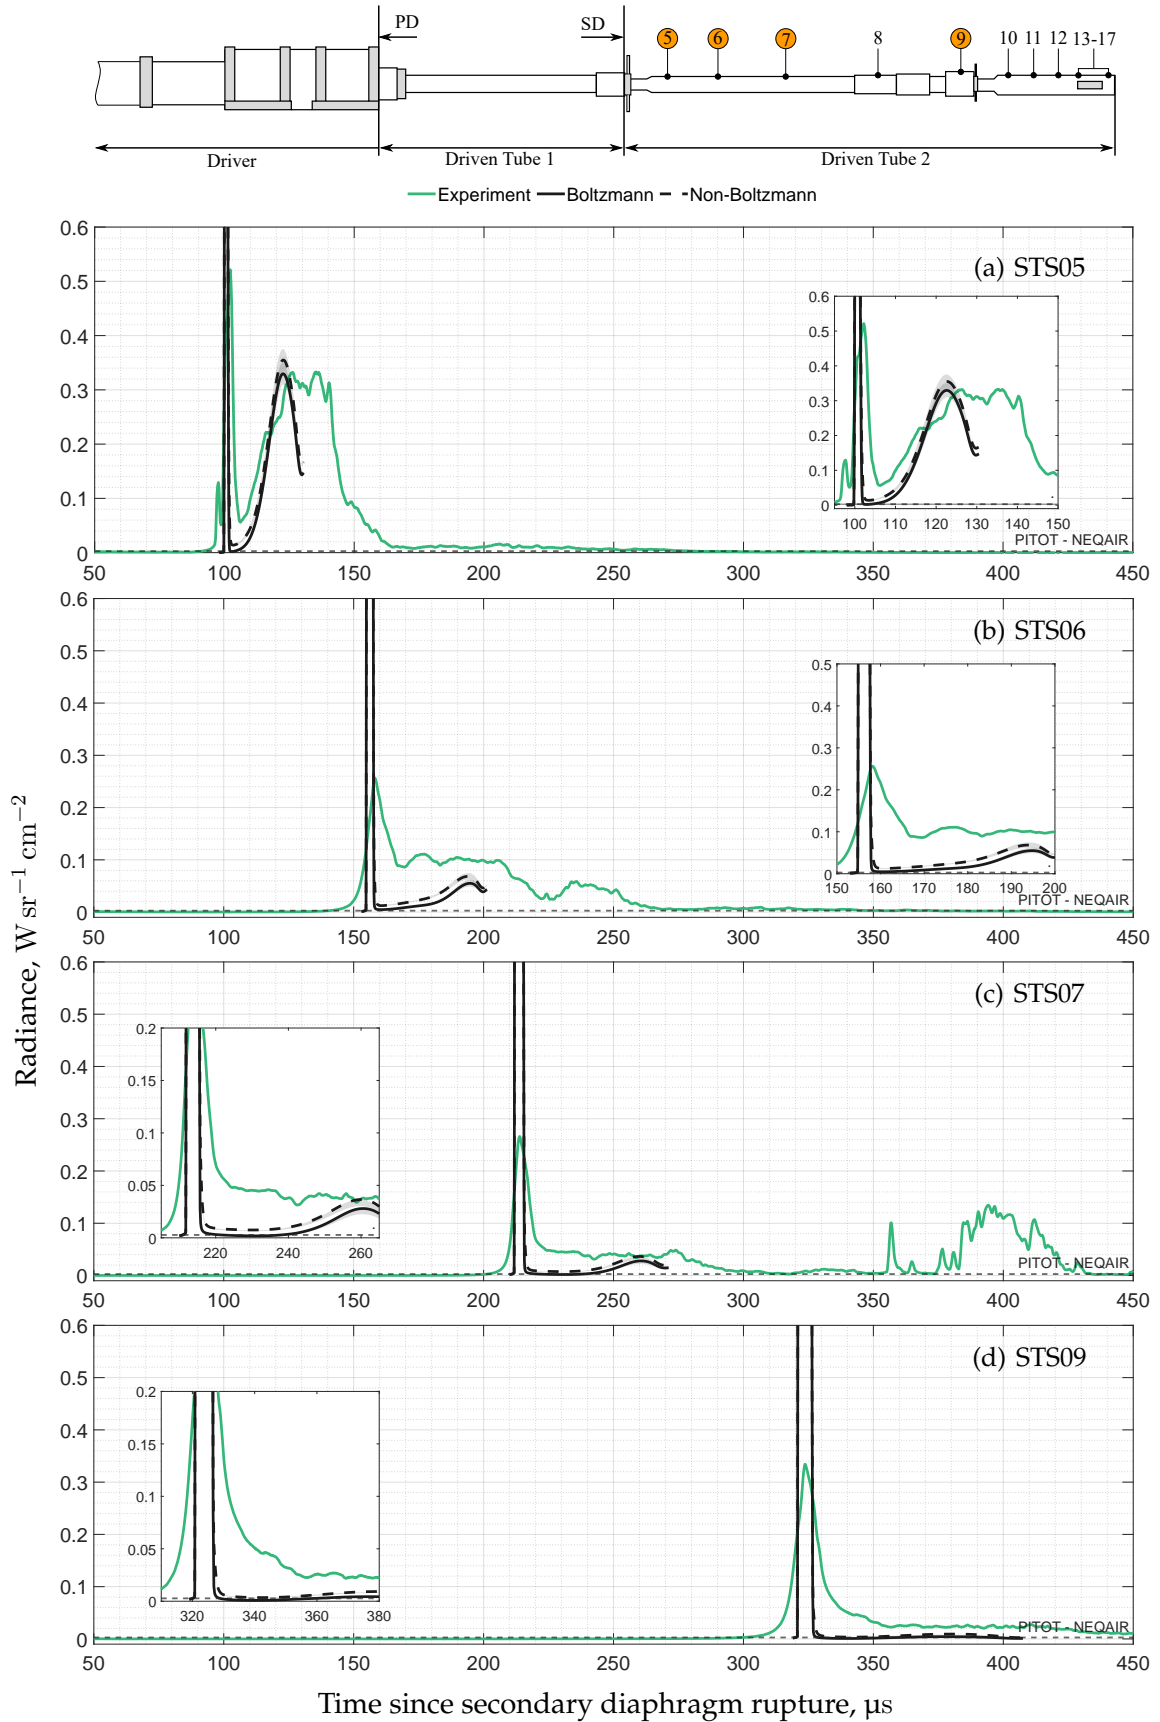 PD SD
5 6 7 8 9 10 11 12 13-17
Driver Driven Tube 1 Driven Tube 2
Experiment Boltzmann Non-Boltzmann
Radiance, W sr−1 cm−2
(a) STS05
0.6
0.5
0.4
0.3
0.2
0.1
0
50 100 150 200 250 300 350 400 450
0.6
0.5
0.4
0.3
0.2
0.1
0
100 110 120 130 140 150
PITOT - NEQAIR
(b) STS06
0.6
0.5
0.4
0.3
0.2
0.1
0
50 100 150 200 250 300 350 400 450
0.5
0.4
0.3
0.2
0.1
0
150 160 170 180 190 200
PITOT - NEQAIR
(c) STS07
0.6
0.5
0.4
0.3
0.2
0.1
0
50 100 150 200 250 300 350 400 450
0.2
0.15
0.1
0.05
0
220 240 260
PITOT - NEQAIR
(d) STS09
0.6
0.5
0.4
0.3
0.2
0.1
0
50 100 150 200 250 300 350 400 450
0.2
0.15
0.1
0.05
0
320 340 360 380
PITOT - NEQAIR
Time since secondary diaphragm rupture, µs